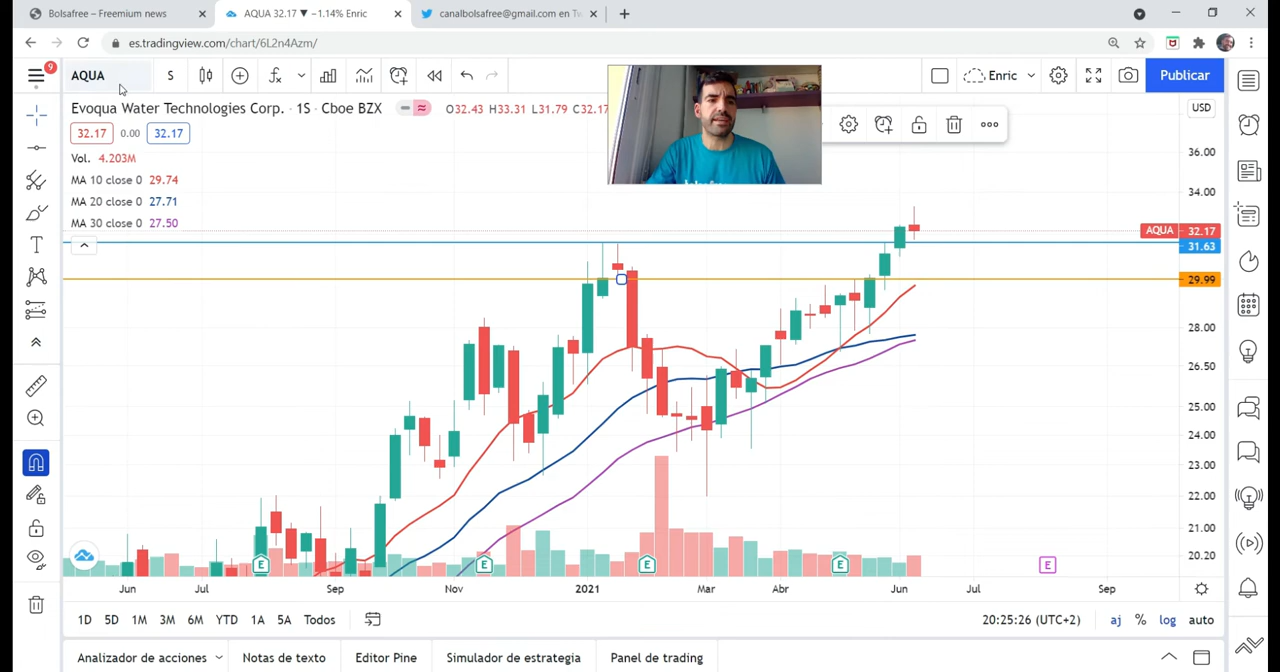 Bolsafree – Freemium news
AQUA 32.17 ▼ −1.14% Enric
canalbolsafree@gmail.com en Tw
es.tradingview.com/chart/6L2n4Azm/
9
AQUA
S
Enric
Publicar
Evoqua Water Technologies Corp. · 1S · Cboe BZX
O32.43 H33.31 L31.79 C32.17
USD
32.17 0.00 32.17
Vol. 4.203M
MA 10 close 0 29.74
MA 20 close 0 27.71
MA 30 close 0 27.50
36.00
34.00
AQUA 32.17
31.63
29.99
28.00
26.50
25.00
24.00
23.00
22.00
21.00
20.20
E E E E E
Jun Jul Sep Nov 2021 Mar Abr Jun Jul Sep
1D 5D 1M 3M 6M YTD 1A 5A Todos
20:25:26 (UTC+2) aj % log auto
Analizador de acciones Notas de texto Editor Pine Simulador de estrategia Panel de trading